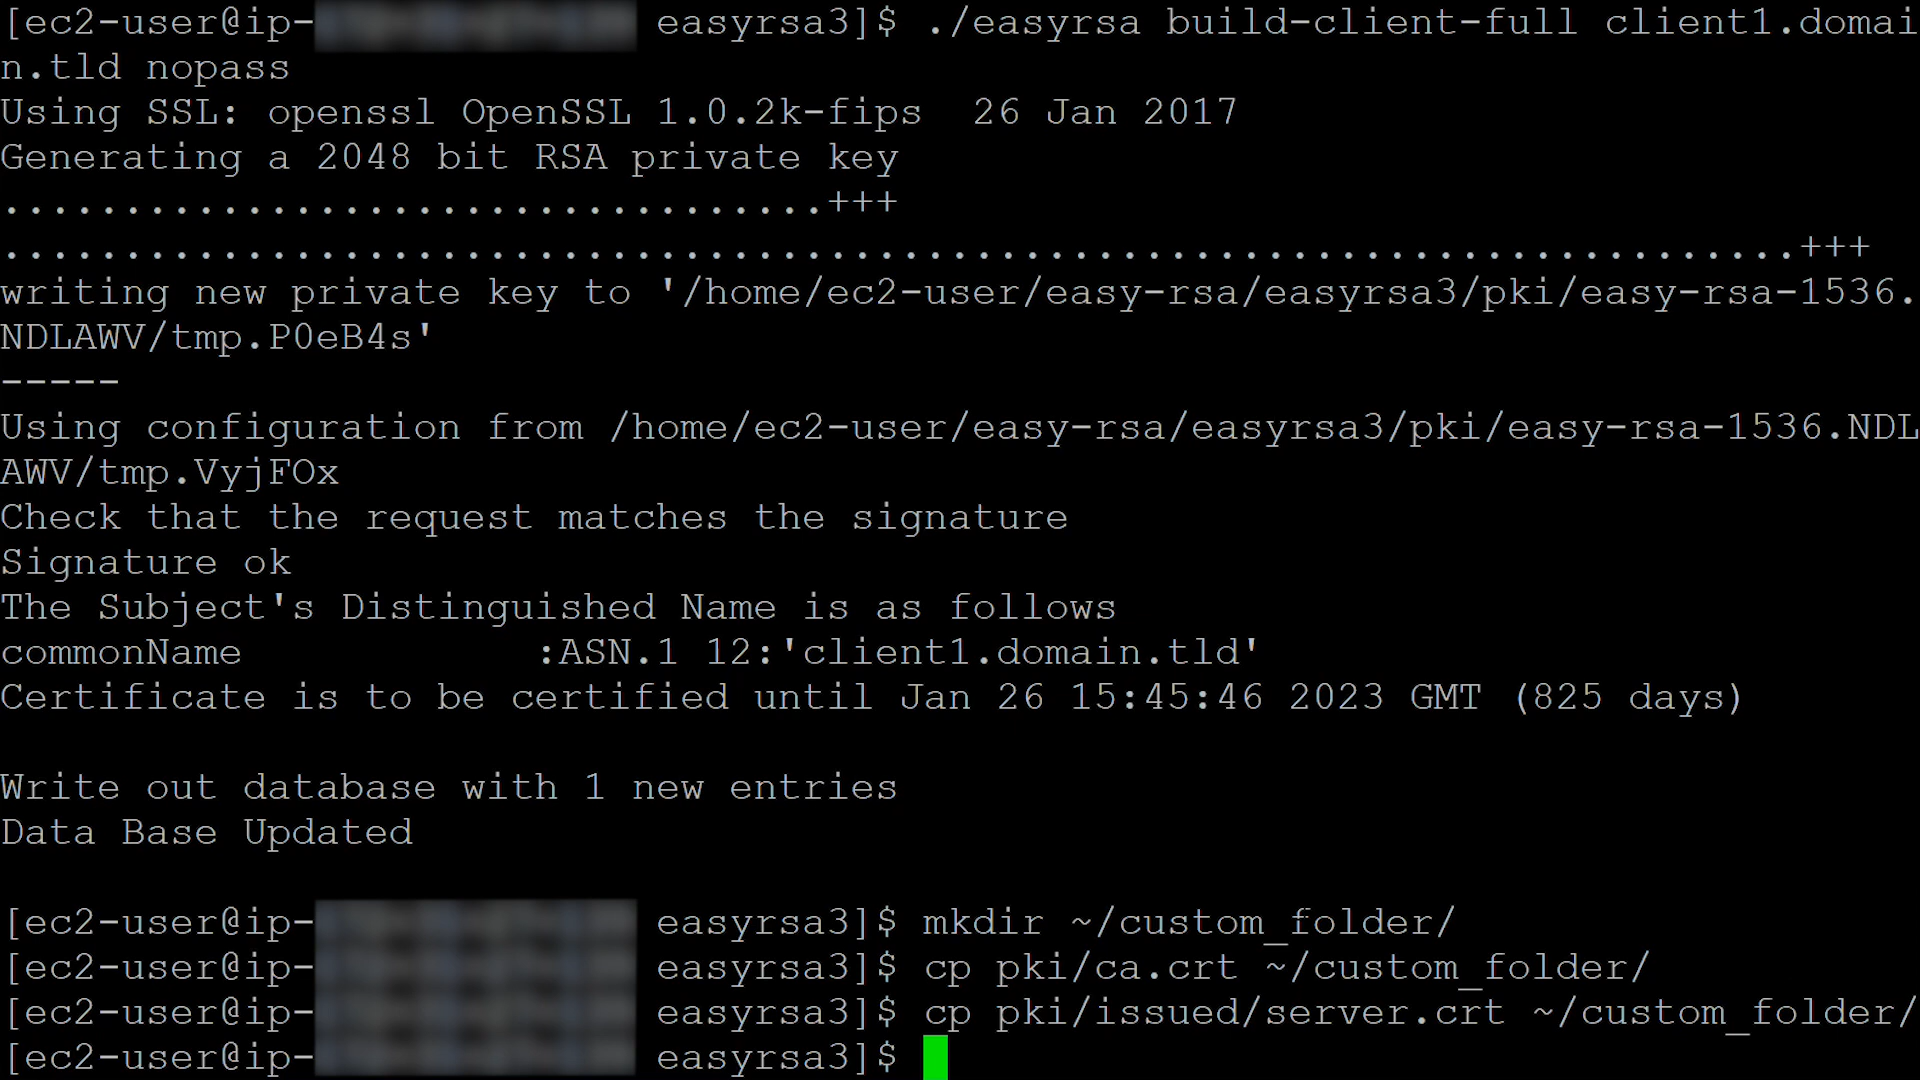 [ec2-user@ip- easyrsa3]$ ./easyrsa build-client-full client1.domai
n.tld nopass
Using SSL: openssl OpenSSL 1.0.2k-fips  26 Jan 2017
Generating a 2048 bit RSA private key
..................................+++
..........................................................................+++
writing new private key to '/home/ec2-user/easy-rsa/easyrsa3/pki/easy-rsa-1536.
NDLAWV/tmp.P0eB4s'
-----
Using configuration from /home/ec2-user/easy-rsa/easyrsa3/pki/easy-rsa-1536.NDL
AWV/tmp.VyjFOx
Check that the request matches the signature
Signature ok
The Subject's Distinguished Name is as follows
commonName            :ASN.1 12:'client1.domain.tld'
Certificate is to be certified until Jan 26 15:45:46 2023 GMT (825 days)
Write out database with 1 new entries
Data Base Updated
[ec2-user@ip- easyrsa3]$ mkdir ~/custom_folder/
[ec2-user@ip- easyrsa3]$ cp pki/ca.crt ~/custom_folder/
[ec2-user@ip- easyrsa3]$ cp pki/issued/server.crt ~/custom_folder/
[ec2-user@ip- easyrsa3]$